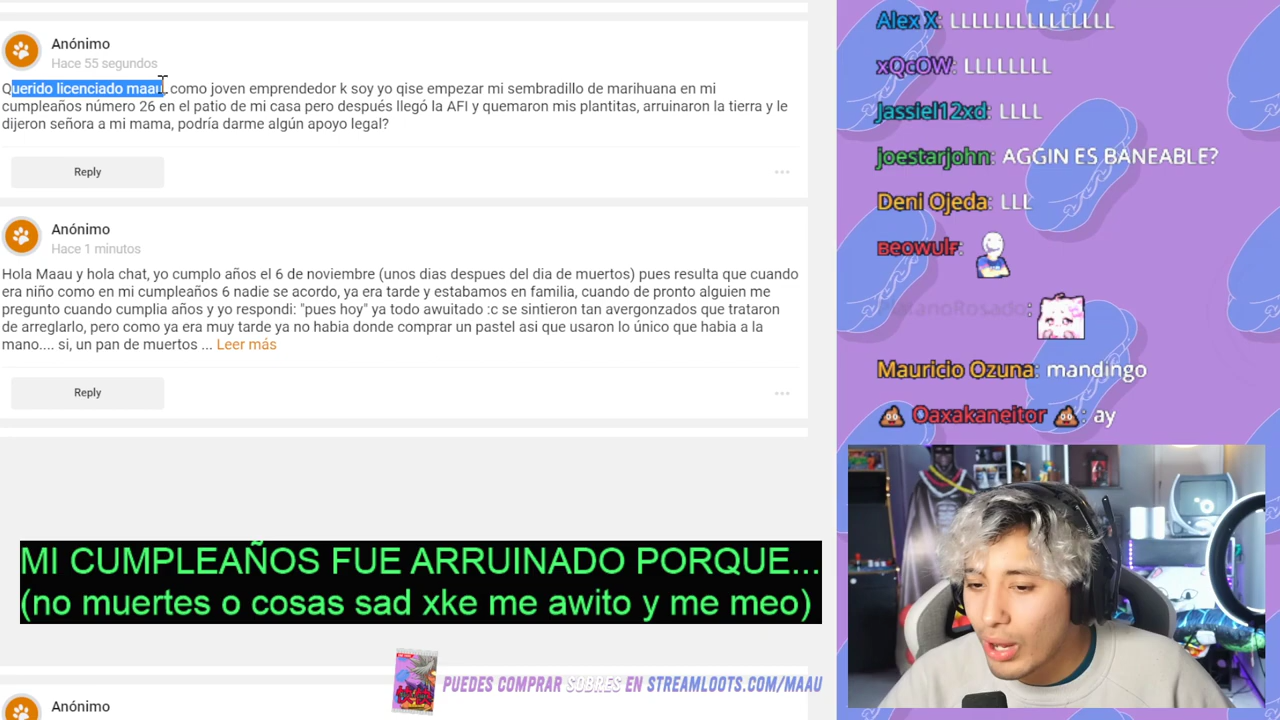 Anónimo
Hace 55 segundos
Querido licenciado maau, como joven emprendedor k soy yo qise empezar mi sembradillo de marihuana en mi
cumpleaños número 26 en el patio de mi casa pero después llegó la AFI y quemaron mis plantitas, arruinaron la tierra y le
dijeron señora a mi mama, podría darme algún apoyo legal?
Reply
Anónimo
Hace 1 minutos
Hola Maau y hola chat, yo cumplo años el 6 de noviembre (unos dias despues del dia de muertos) pues resulta que cuando
era niño como en mi cumpleaños 6 nadie se acordo, ya era tarde y estabamos en familia, cuando de pronto alguien me
pregunto cuando cumplia años y yo respondi: "pues hoy" ya todo awuitado :c se sintieron tan avergonzados que trataron
de arreglarlo, pero como ya era muy tarde ya no habia donde comprar un pastel asi que usaron lo único que habia a la
mano.... si, un pan de muertos ... Leer más
Reply
MI CUMPLEAÑOS FUE ARRUINADO PORQUE...
(no muertes o cosas sad xke me awito y me meo)
Anónimo
PUEDES COMPRAR SOBRES EN STREAMLOOTS.COM/MAAU
Alex X: LLLLLLLLLLLLLLL
xQcOW: LLLLLLLL
Jassiel12xd: LLLL
joestarjohn: AGGIN ES BANEABLE?
Deni Ojeda: LLL
Beowulf:
ManoRosado:
Mauricio Ozuna: mandingo
Oaxakaneitor: ay